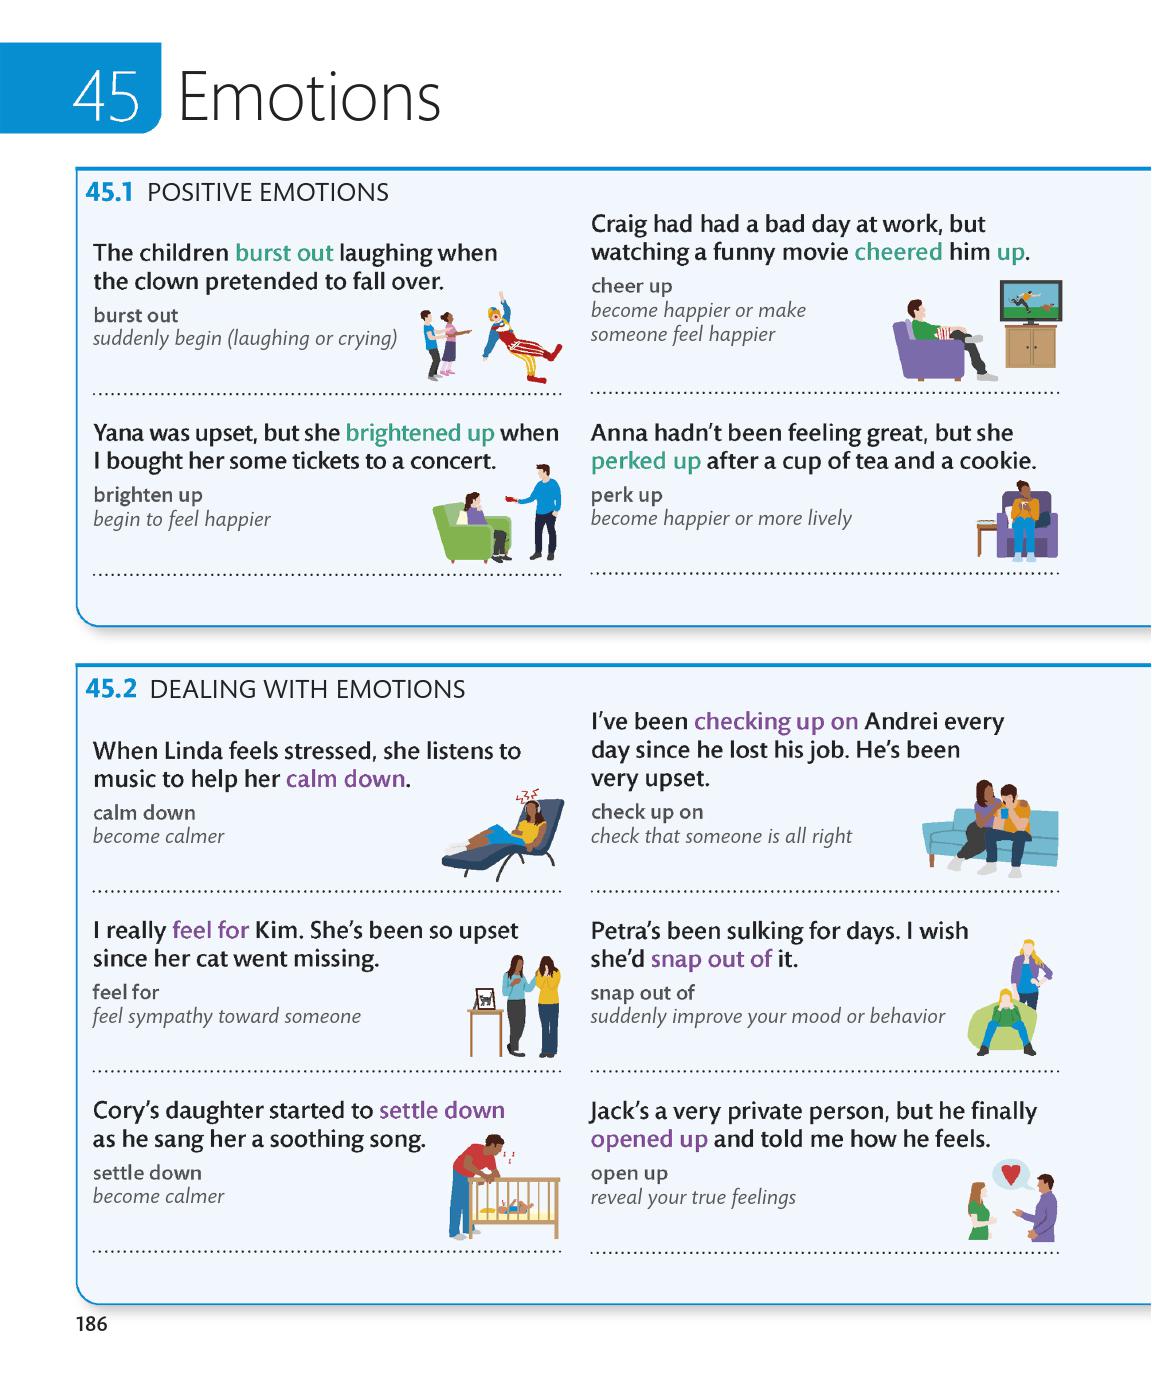 45 Emotions
45.1 POSITIVE EMOTIONS
The children burst out laughing when
the clown pretended to fall over.
burst out
suddenly begin (laughing or crying)
Craig had had a bad day at work, but
watching a funny movie cheered him up.
cheer up
become happier or make
someone feel happier
Yana was upset, but she brightened up when
I bought her some tickets to a concert.
brighten up
begin to feel happier
Anna hadn't been feeling great, but she
perked up after a cup of tea and a cookie.
perk up
become happier or more lively
45.2 DEALING WITH EMOTIONS
When Linda feels stressed, she listens to
music to help her calm down.
calm down
become calmer
I've been checking up on Andrei every
day since he lost his job. He's been
very upset.
check up on
check that someone is all right
I really feel for Kim. She's been so upset
since her cat went missing.
feel for
feel sympathy toward someone
Petra's been sulking for days. I wish
she'd snap out of it.
snap out of
suddenly improve your mood or behavior
Cory's daughter started to settle down
as he sang her a soothing song.
settle down
become calmer
Jack's a very private person, but he finally
opened up and told me how he feels.
open up
reveal your true feelings
186